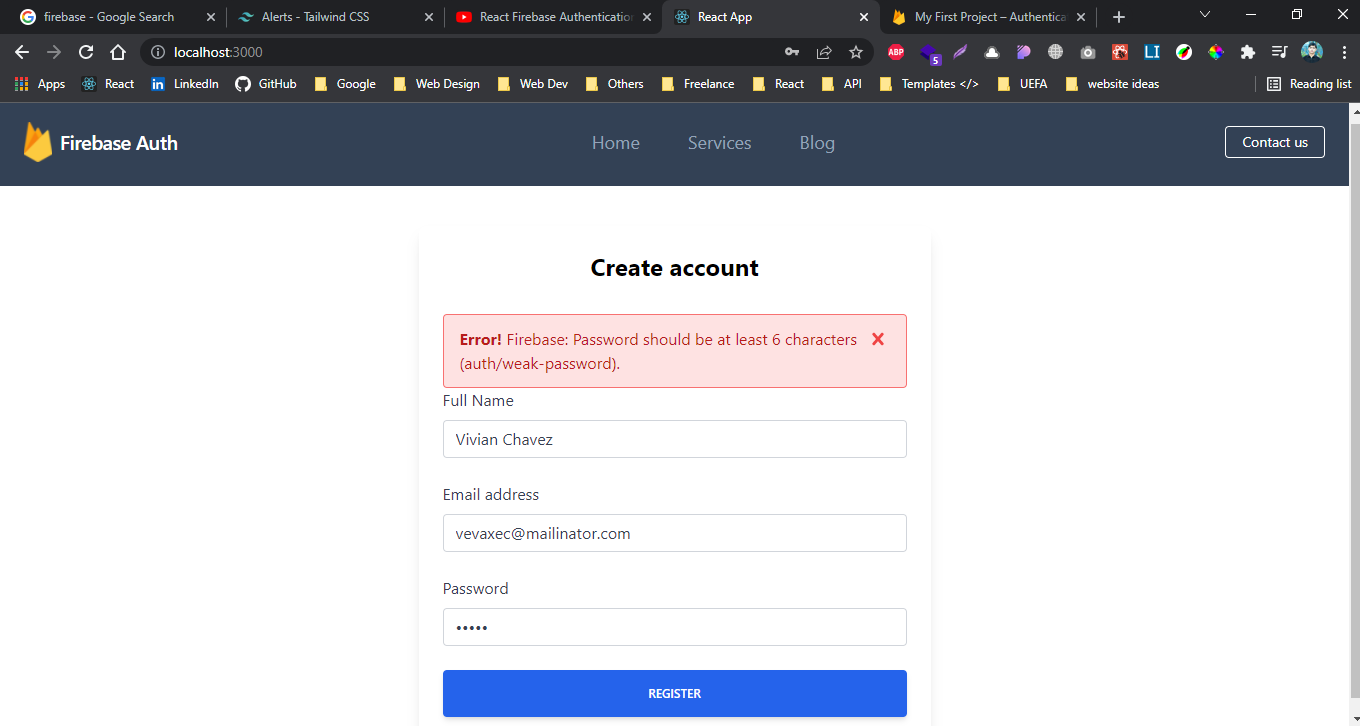 firebase - Google Search
Alerts - Tailwind CSS
React Firebase Authentication
React App
My First Project – Authenticat
localhost:3000
ABP
5
LI
Apps
React
in LinkedIn
GitHub
Google
Web Design
Web Dev
Others
Freelance
React
API
Templates </>
UEFA
website ideas
Reading list
Firebase Auth
Home
Services
Blog
Contact us
Create account
Error! Firebase: Password should be at least 6 characters
(auth/weak-password).
Full Name
Vivian Chavez
Email address
vevaxec@mailinator.com
Password
•••••
REGISTER